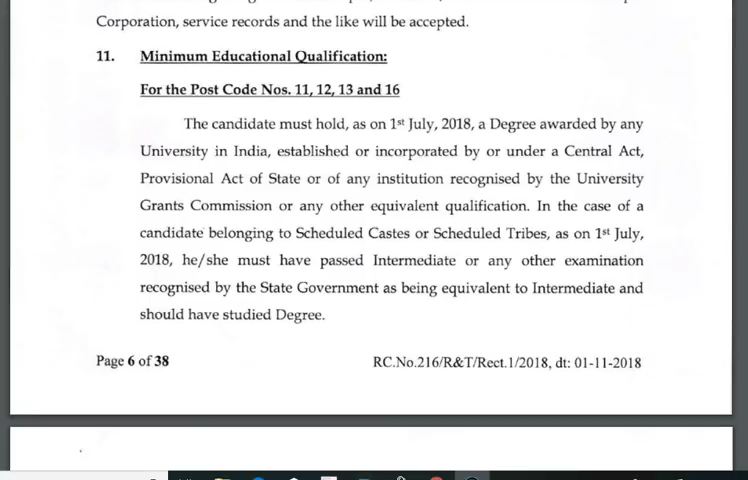 Corporation, service records and the like will be accepted.
11. Minimum Educational Qualification:
For the Post Code Nos. 11, 12, 13 and 16
The candidate must hold, as on 1st July, 2018, a Degree awarded by any
University in India, established or incorporated by or under a Central Act,
Provisional Act of State or of any institution recognised by the University
Grants Commission or any other equivalent qualification. In the case of a
candidate belonging to Scheduled Castes or Scheduled Tribes, as on 1st July,
2018, he/she must have passed Intermediate or any other examination
recognised by the State Government as being equivalent to Intermediate and
should have studied Degree.
Page 6 of 38 RC.No.216/R&T/Rect.1/2018, dt: 01-11-2018